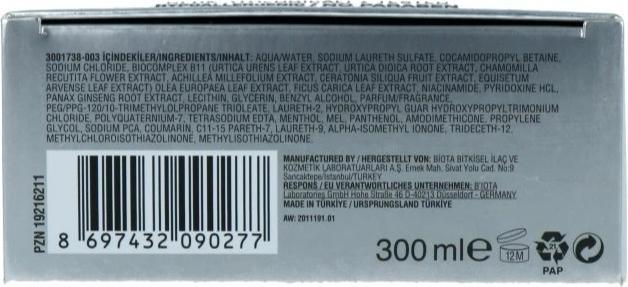 3001738-003 İÇİNDEKİLER/INGREDIENTS/INHALT: AQUA/WATER, SODIUM LAURETH SULFATE, COCAMIDOPROPYL BETAINE,
SODIUM CHLORIDE, BIOCOMPLEX B11 (URTICA URENS LEAF EXTRACT, URTICA DIOICA ROOT EXTRACT, CHAMOMILLA
RECUTITA FLOWER EXTRACT, ACHILLEA MILLEFOLIUM EXTRACT, CERATONIA SILIQUA FRUIT EXTRACT, EQUISETUM
ARVENSE LEAF EXTRACT) OLEA EUROPAEA LEAF EXTRACT, FICUS CARICA LEAF EXTRACT, NIACINAMIDE, PYRIDOXINE HCL,
PANAX GINSENG ROOT EXTRACT, LECITHIN, GLYCERIN, BENZYL ALCOHOL, PARFUM/FRAGRANCE,
PEG/PPG-120/10-TRIMETHYLOLPROPANE TRIOLEATE, LAURETH-2, HYDROXYPROPYL GUAR HYDROXYPROPYLTRIMONIUM
CHLORIDE, POLYQUATERNIUM-7, TETRASODIUM EDTA, MENTHOL, MEL, PANTHENOL, AMODIMETHICONE, PROPYLENE
GLYCOL, SODIUM PCA, COUMARIN, C11-15 PARETH-7, LAURETH-9, ALPHA-ISOMETHYL IONONE, TRIDECETH-12,
METHYLCHLOROISOTHIAZOLINONE, METHYLISOTHIAZOLINONE.
PZN 19216211
8 697432 090277
MANUFACTURED BY / HERGESTELLT VON: BİOTA BİTKİSEL İLAÇ VE
KOZMETİK LABORATUARLARI A.Ş. Emek Mah. Sivat Yolu Cad. No:9
Sancaktepe/İstanbul/TURKEY
RESPONS / EU VERANTWORTLICHES UNTERNEHMEN: B'IOTA
Laboratories GmbH Hohe Straße 46 D-40213 Düsseldorf - GERMANY
MADE IN TÜRKİYE / URSPRUNGSLAND TÜRKİYE
AW: 2011191.01
300 ml e
12M
21
PAP